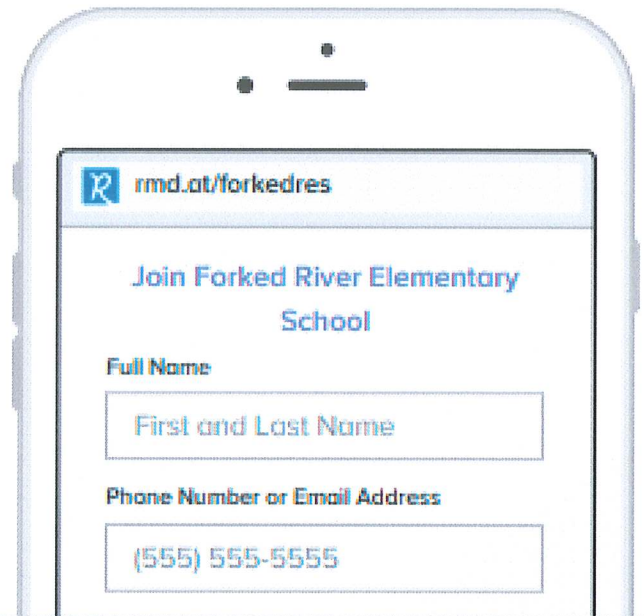 rmd.at/forkedres
Join Forked River Elementary
School
Full Name
First and Last Name
Phone Number or Email Address
(555) 555-5555